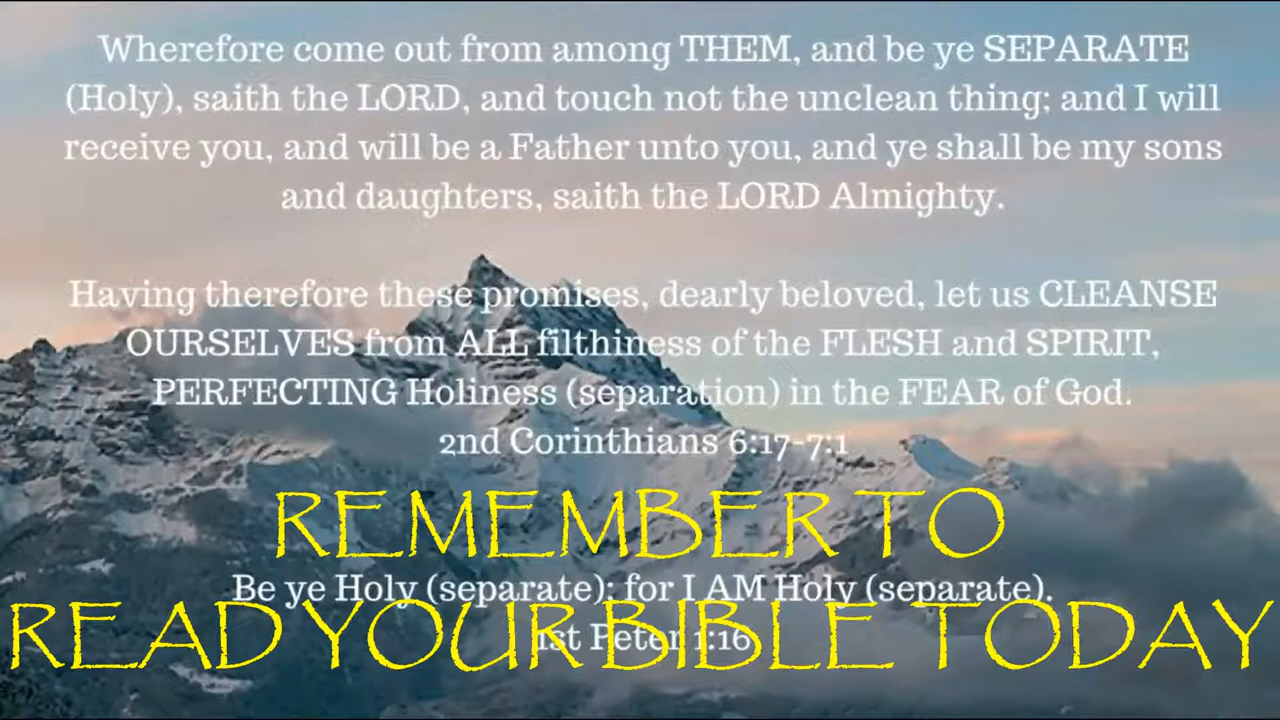 Wherefore come out from among THEM, and be ye SEPARATE
(Holy), saith the LORD, and touch not the unclean thing; and I will
receive you, and will be a Father unto you, and ye shall be my sons
and daughters, saith the LORD Almighty.
Having therefore these promises, dearly beloved, let us CLEANSE
OURSELVES from ALL filthiness of the FLESH and SPIRIT,
PERFECTING Holiness (separation) in the FEAR of God.
2nd Corinthians 6:17-7:1
REMEMBER TO
Be ye Holy (separate); for I AM Holy (separate).
READ YOUR BIBLE TODAY
1st Peter 1:16